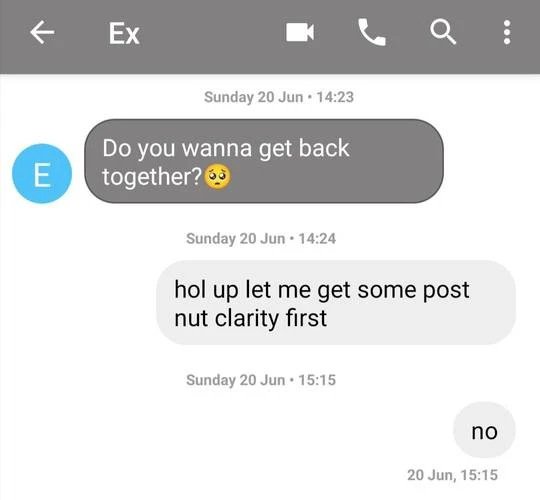 Ex
Sunday 20 Jun • 14:23
E
Do you wanna get back
together?🥺
Sunday 20 Jun • 14:24
hol up let me get some post
nut clarity first
Sunday 20 Jun • 15:15
no
20 Jun, 15:15